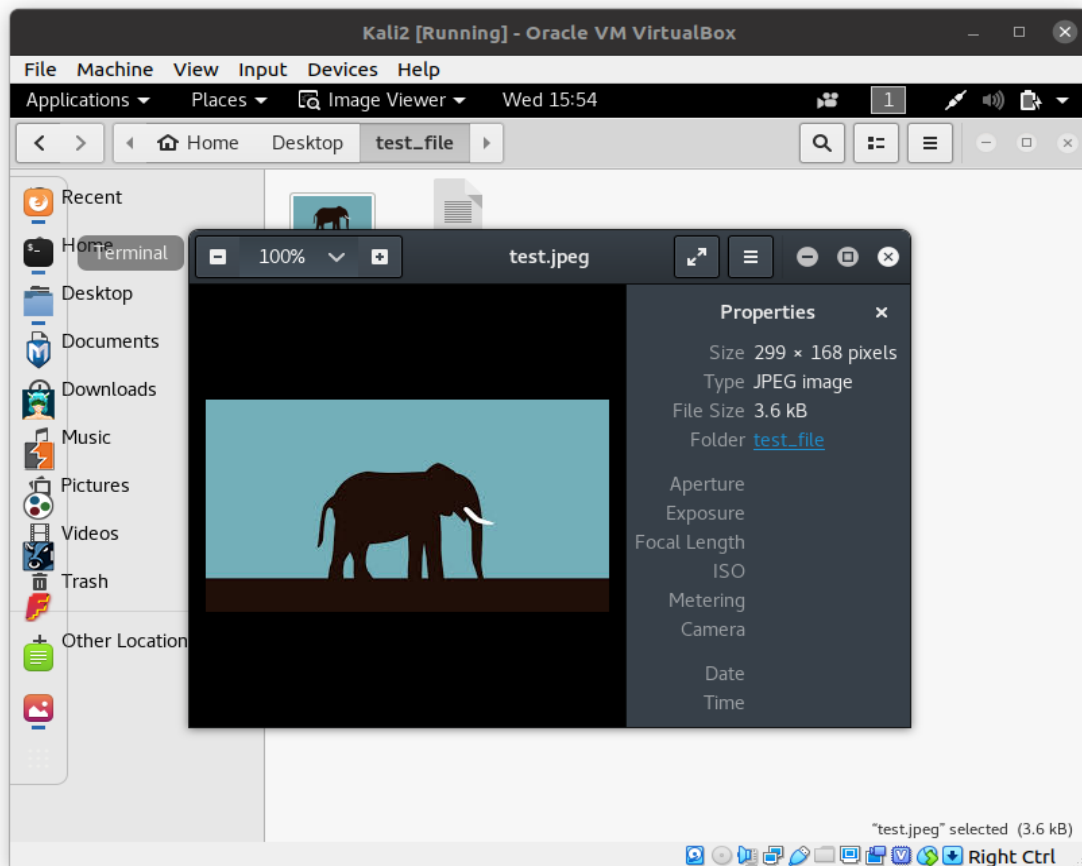 Kali2 [Running] - Oracle VM VirtualBox
File Machine View Input Devices Help
Applications Places Image Viewer Wed 15:54 1
Home Desktop test_file
Recent
Home
Terminal
Desktop
Documents
Downloads
Music
Pictures
Videos
Trash
Other Location
100% test.jpeg
Properties
Size 299 × 168 pixels
Type JPEG image
File Size 3.6 kB
Folder test_file
Aperture
Exposure
Focal Length
ISO
Metering
Camera
Date
Time
"test.jpeg" selected (3.6 kB)
Right Ctrl